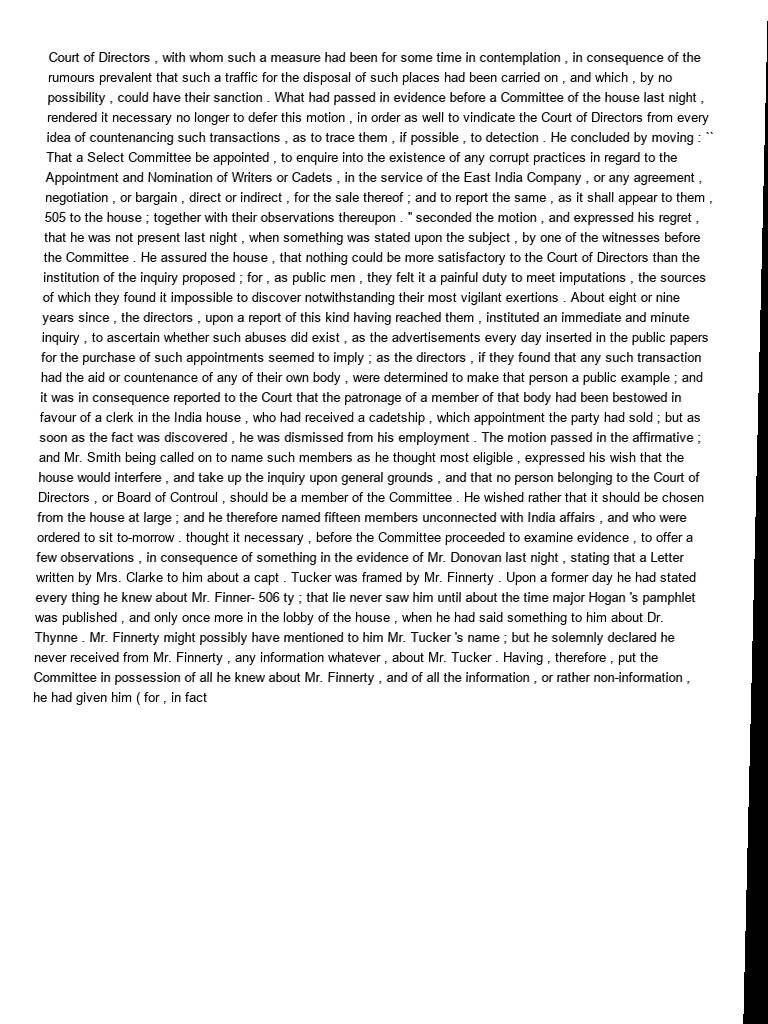 Court of Directors , with whom such a measure had been for some time in contemplation , in consequence of the
rumours prevalent that such a traffic for the disposal of such places had been carried on , and which , by no
possibility , could have their sanction . What had passed in evidence before a Committee of the house last night ,
rendered it necessary no longer to defer this motion , in order as well to vindicate the Court of Directors from every
idea of countenancing such transactions , as to trace them , if possible , to detection . He concluded by moving : ``
That a Select Committee be appointed , to enquire into the existence of any corrupt practices in regard to the
Appointment and Nomination of Writers or Cadets , in the service of the East India Company , or any agreement ,
negotiation , or bargain , direct or indirect , for the sale thereof ; and to report the same , as it shall appear to them ,
505 to the house ; together with their observations thereupon . " seconded the motion , and expressed his regret ,
that he was not present last night , when something was stated upon the subject , by one of the witnesses before
the Committee . He assured the house , that nothing could be more satisfactory to the Court of Directors than the
institution of the inquiry proposed ; for , as public men , they felt it a painful duty to meet imputations , the sources
of which they found it impossible to discover notwithstanding their most vigilant exertions . About eight or nine
years since , the directors , upon a report of this kind having reached them , instituted an immediate and minute
inquiry , to ascertain whether such abuses did exist , as the advertisements every day inserted in the public papers
for the purchase of such appointments seemed to imply ; as the directors , if they found that any such transaction
had the aid or countenance of any of their own body , were determined to make that person a public example ; and
it was in consequence reported to the Court that the patronage of a member of that body had been bestowed in
favour of a clerk in the India house , who had received a cadetship , which appointment the party had sold ; but as
soon as the fact was discovered , he was dismissed from his employment . The motion passed in the affirmative ;
and Mr. Smith being called on to name such members as he thought most eligible , expressed his wish that the
house would interfere , and take up the inquiry upon general grounds , and that no person belonging to the Court of
Directors , or Board of Controul , should be a member of the Committee . He wished rather that it should be chosen
from the house at large ; and he therefore named fifteen members unconnected with India affairs , and who were
ordered to sit to-morrow . thought it necessary , before the Committee proceeded to examine evidence , to offer a
few observations , in consequence of something in the evidence of Mr. Donovan last night , stating that a Letter
written by Mrs. Clarke to him about a capt . Tucker was framed by Mr. Finnerty . Upon a former day he had stated
every thing he knew about Mr. Finner- 506 ty ; that lie never saw him until about the time major Hogan 's pamphlet
was published , and only once more in the lobby of the house , when he had said something to him about Dr.
Thynne . Mr. Finnerty might possibly have mentioned to him Mr. Tucker 's name ; but he solemnly declared he
never received from Mr. Finnerty , any information whatever , about Mr. Tucker . Having , therefore , put the
Committee in possession of all he knew about Mr. Finnerty , and of all the information , or rather non-information ,
he had given him ( for , in fact